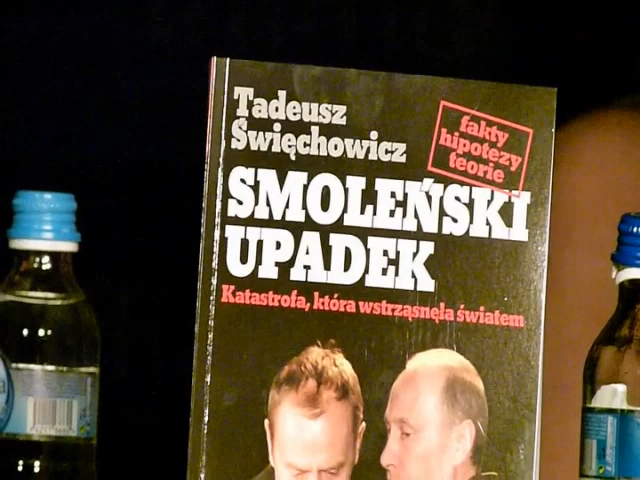 Tadeusz
Święchowicz
fakty
hipotezy
teorie
SMOLEŃSKI
UPADEK
Katastrofa, która wstrząsnęła światem